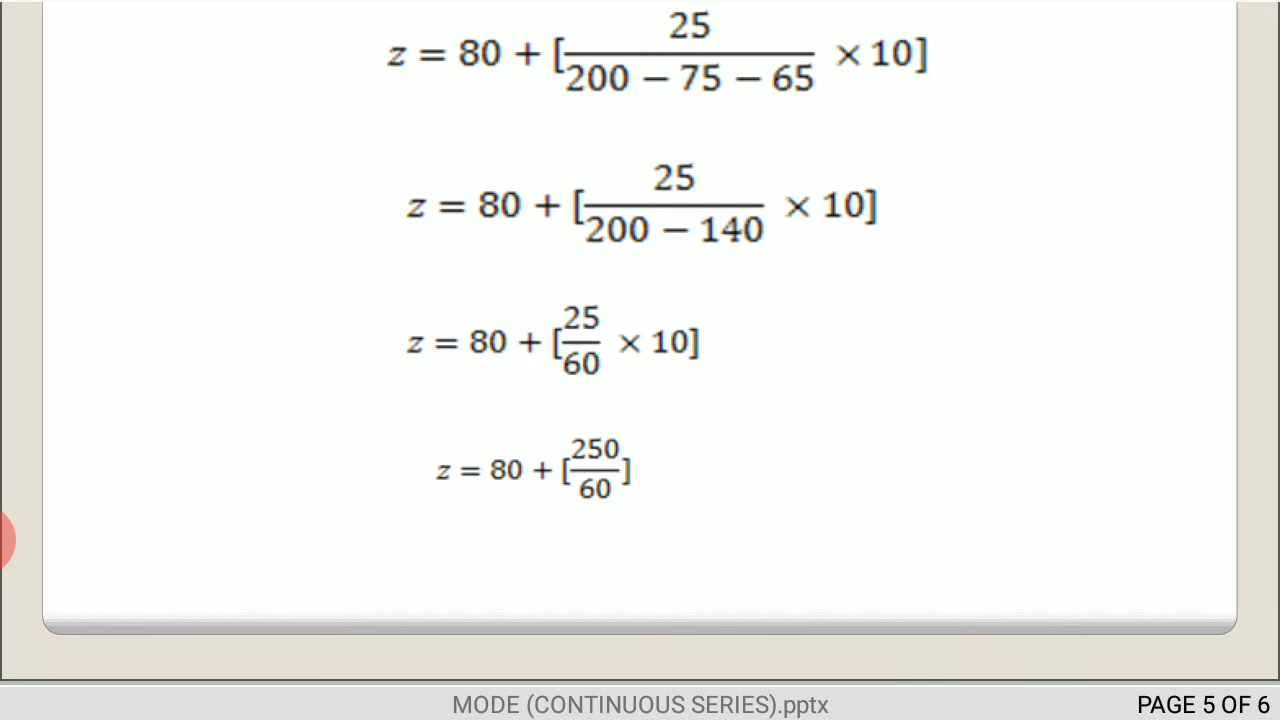 z = 80 + [25/(200 − 75 − 65) × 10]
z = 80 + [25/(200 − 140) × 10]
z = 80 + [25/60 × 10]
z = 80 + [250/60]
MODE (CONTINUOUS SERIES).pptx
PAGE 5 OF 6